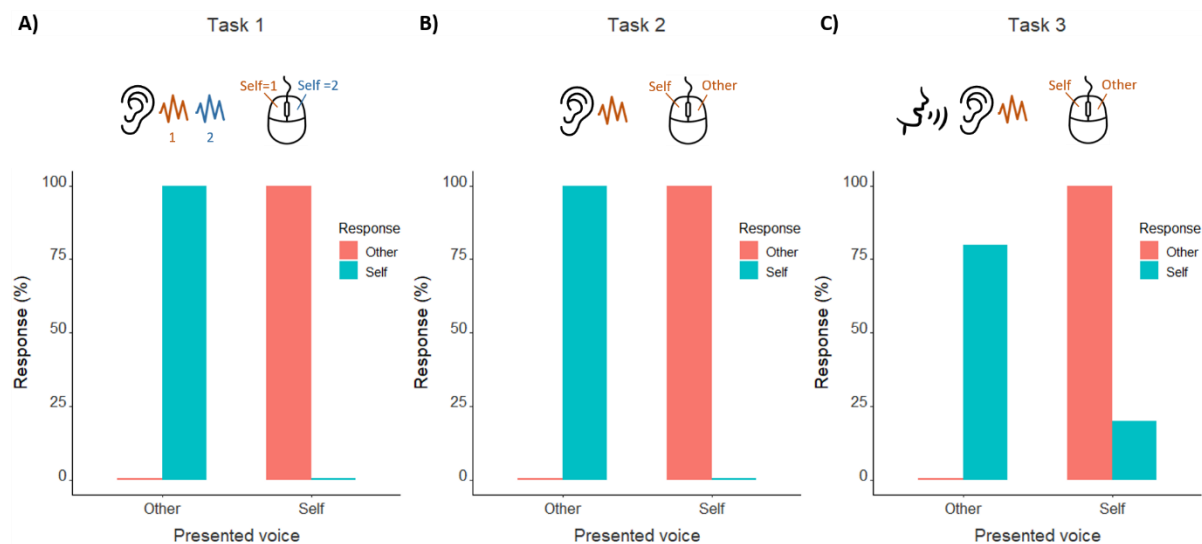 A)
Task 1
Self=1
Self =2
1
2
100
75
50
25
0
Response (%)
Response
Other
Self
Other
Self
Presented voice
B)
Task 2
Self
Other
100
75
50
25
0
Response (%)
Response
Other
Self
Other
Self
Presented voice
C)
Task 3
Self
Other
100
75
50
25
0
Response (%)
Response
Other
Self
Other
Self
Presented voice